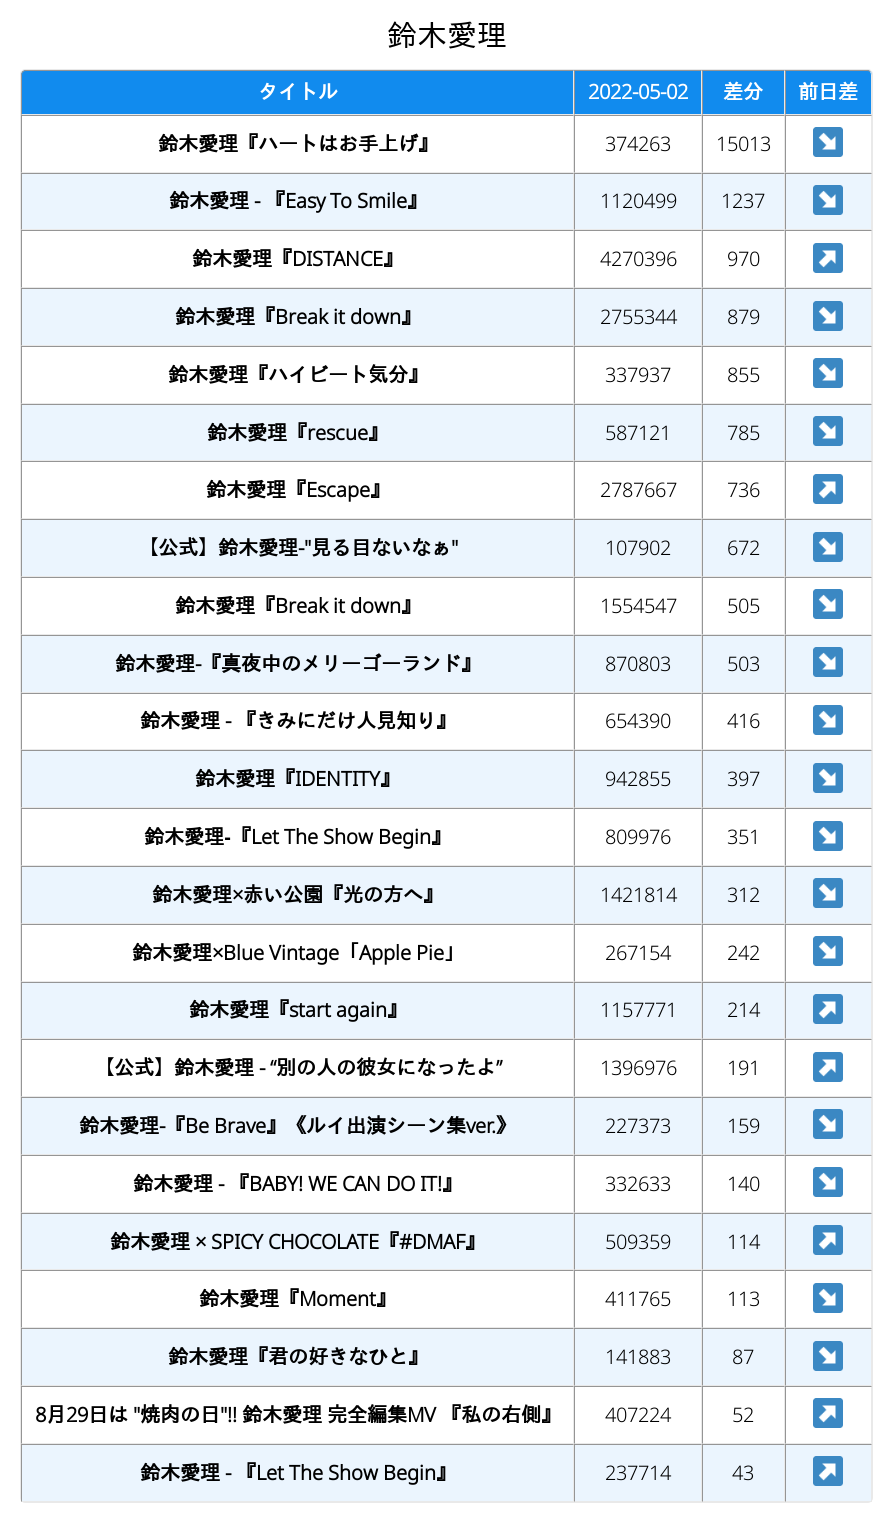 鈴木愛理
タイトル 2022-05-02 差分 前日差
鈴木愛理『ハートはお手上げ』 374263 15013 ↘
鈴木愛理 - 『Easy To Smile』 1120499 1237 ↘
鈴木愛理『DISTANCE』 4270396 970 ↗
鈴木愛理『Break it down』 2755344 879 ↘
鈴木愛理『ハイビート気分』 337937 855 ↘
鈴木愛理『rescue』 587121 785 ↘
鈴木愛理『Escape』 2787667 736 ↗
【公式】鈴木愛理-"見る目ないなぁ" 107902 672 ↘
鈴木愛理『Break it down』 1554547 505 ↘
鈴木愛理-『真夜中のメリーゴーランド』 870803 503 ↘
鈴木愛理 - 『きみにだけ人見知り』 654390 416 ↘
鈴木愛理『IDENTITY』 942855 397 ↘
鈴木愛理-『Let The Show Begin』 809976 351 ↘
鈴木愛理×赤い公園『光の方へ』 1421814 312 ↘
鈴木愛理×Blue Vintage「Apple Pie」 267154 242 ↘
鈴木愛理『start again』 1157771 214 ↗
【公式】鈴木愛理 - “別の人の彼女になったよ” 1396976 191 ↗
鈴木愛理-『Be Brave』《ルイ出演シーン集ver.》 227373 159 ↘
鈴木愛理 - 『BABY! WE CAN DO IT!』 332633 140 ↘
鈴木愛理 × SPICY CHOCOLATE『#DMAF』 509359 114 ↗
鈴木愛理『Moment』 411765 113 ↘
鈴木愛理『君の好きなひと』 141883 87 ↘
8月29日は "焼肉の日"!! 鈴木愛理 完全編集MV 『私の右側』 407224 52 ↗
鈴木愛理 - 『Let The Show Begin』 237714 43 ↗